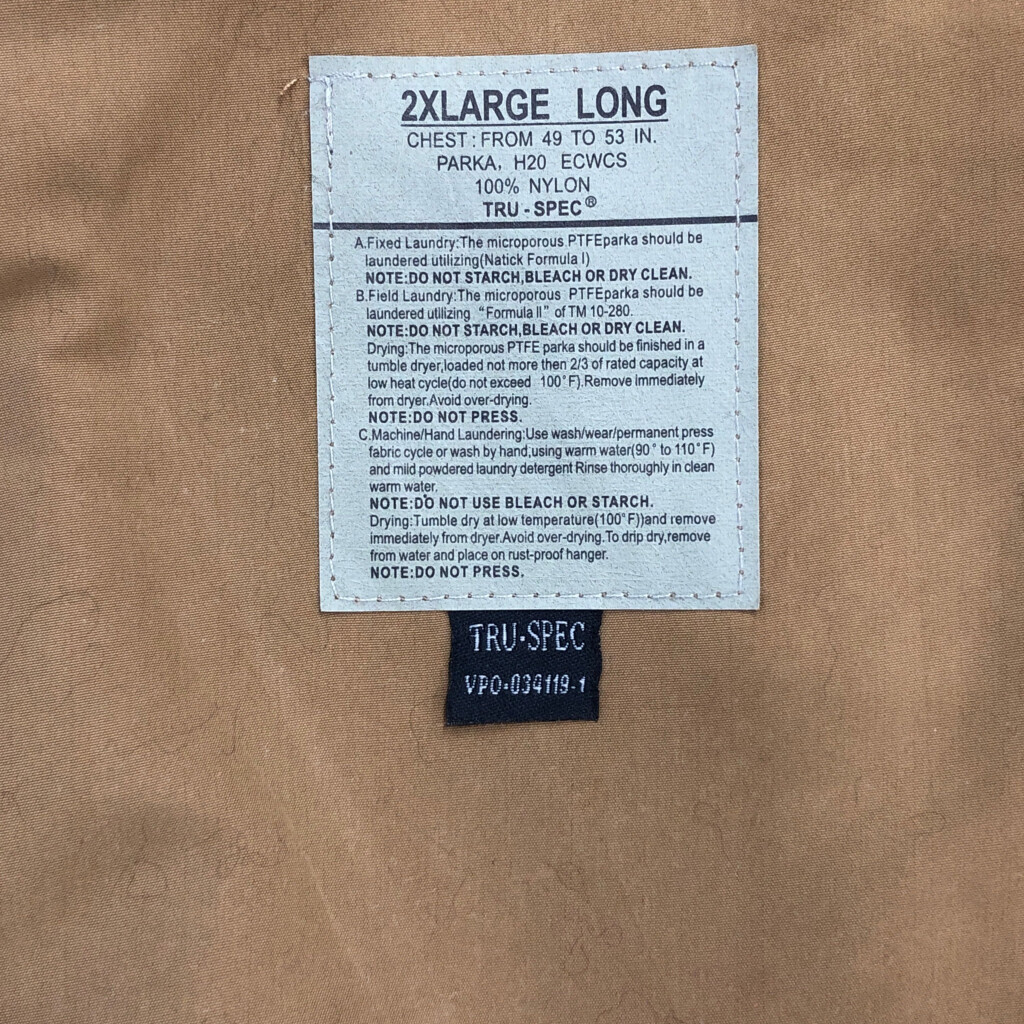 2XLARGE LONG
CHEST : FROM 49 TO 53 IN.
PARKA, H20 ECWCS
100% NYLON
TRU - SPEC®
A.Fixed Laundry:The microporous PTFEparka should be
laundered utilizing(Natick Formula I)
NOTE:DO NOT STARCH,BLEACH OR DRY CLEAN.
B.Field Laundry:The microporous PTFEparka should be
laundered utilizing "Formula II" of TM 10-280.
NOTE:DO NOT STARCH,BLEACH OR DRY CLEAN.
Drying:The microporous PTFE parka should be finished in a
tumble dryer,loaded not more then 2/3 of rated capacity at
low heat cycle(do not exceed 100°F).Remove immediately
from dryer.Avoid over-drying.
NOTE:DO NOT PRESS.
C.Machine/Hand Laundering:Use wash/wear/permanent press
fabric cycle or wash by hand,using warm water(90° to 110°F)
and mild powdered laundry detergent Rinse thoroughly in clean
warm water.
NOTE:DO NOT USE BLEACH OR STARCH.
Drying:Tumble dry at low temperature(100°F))and remove
immediately from dryer.Avoid over-drying.To drip dry,remove
from water and place on rust-proof hanger.
NOTE:DO NOT PRESS.
TRU·SPEC
VPO-034119-1